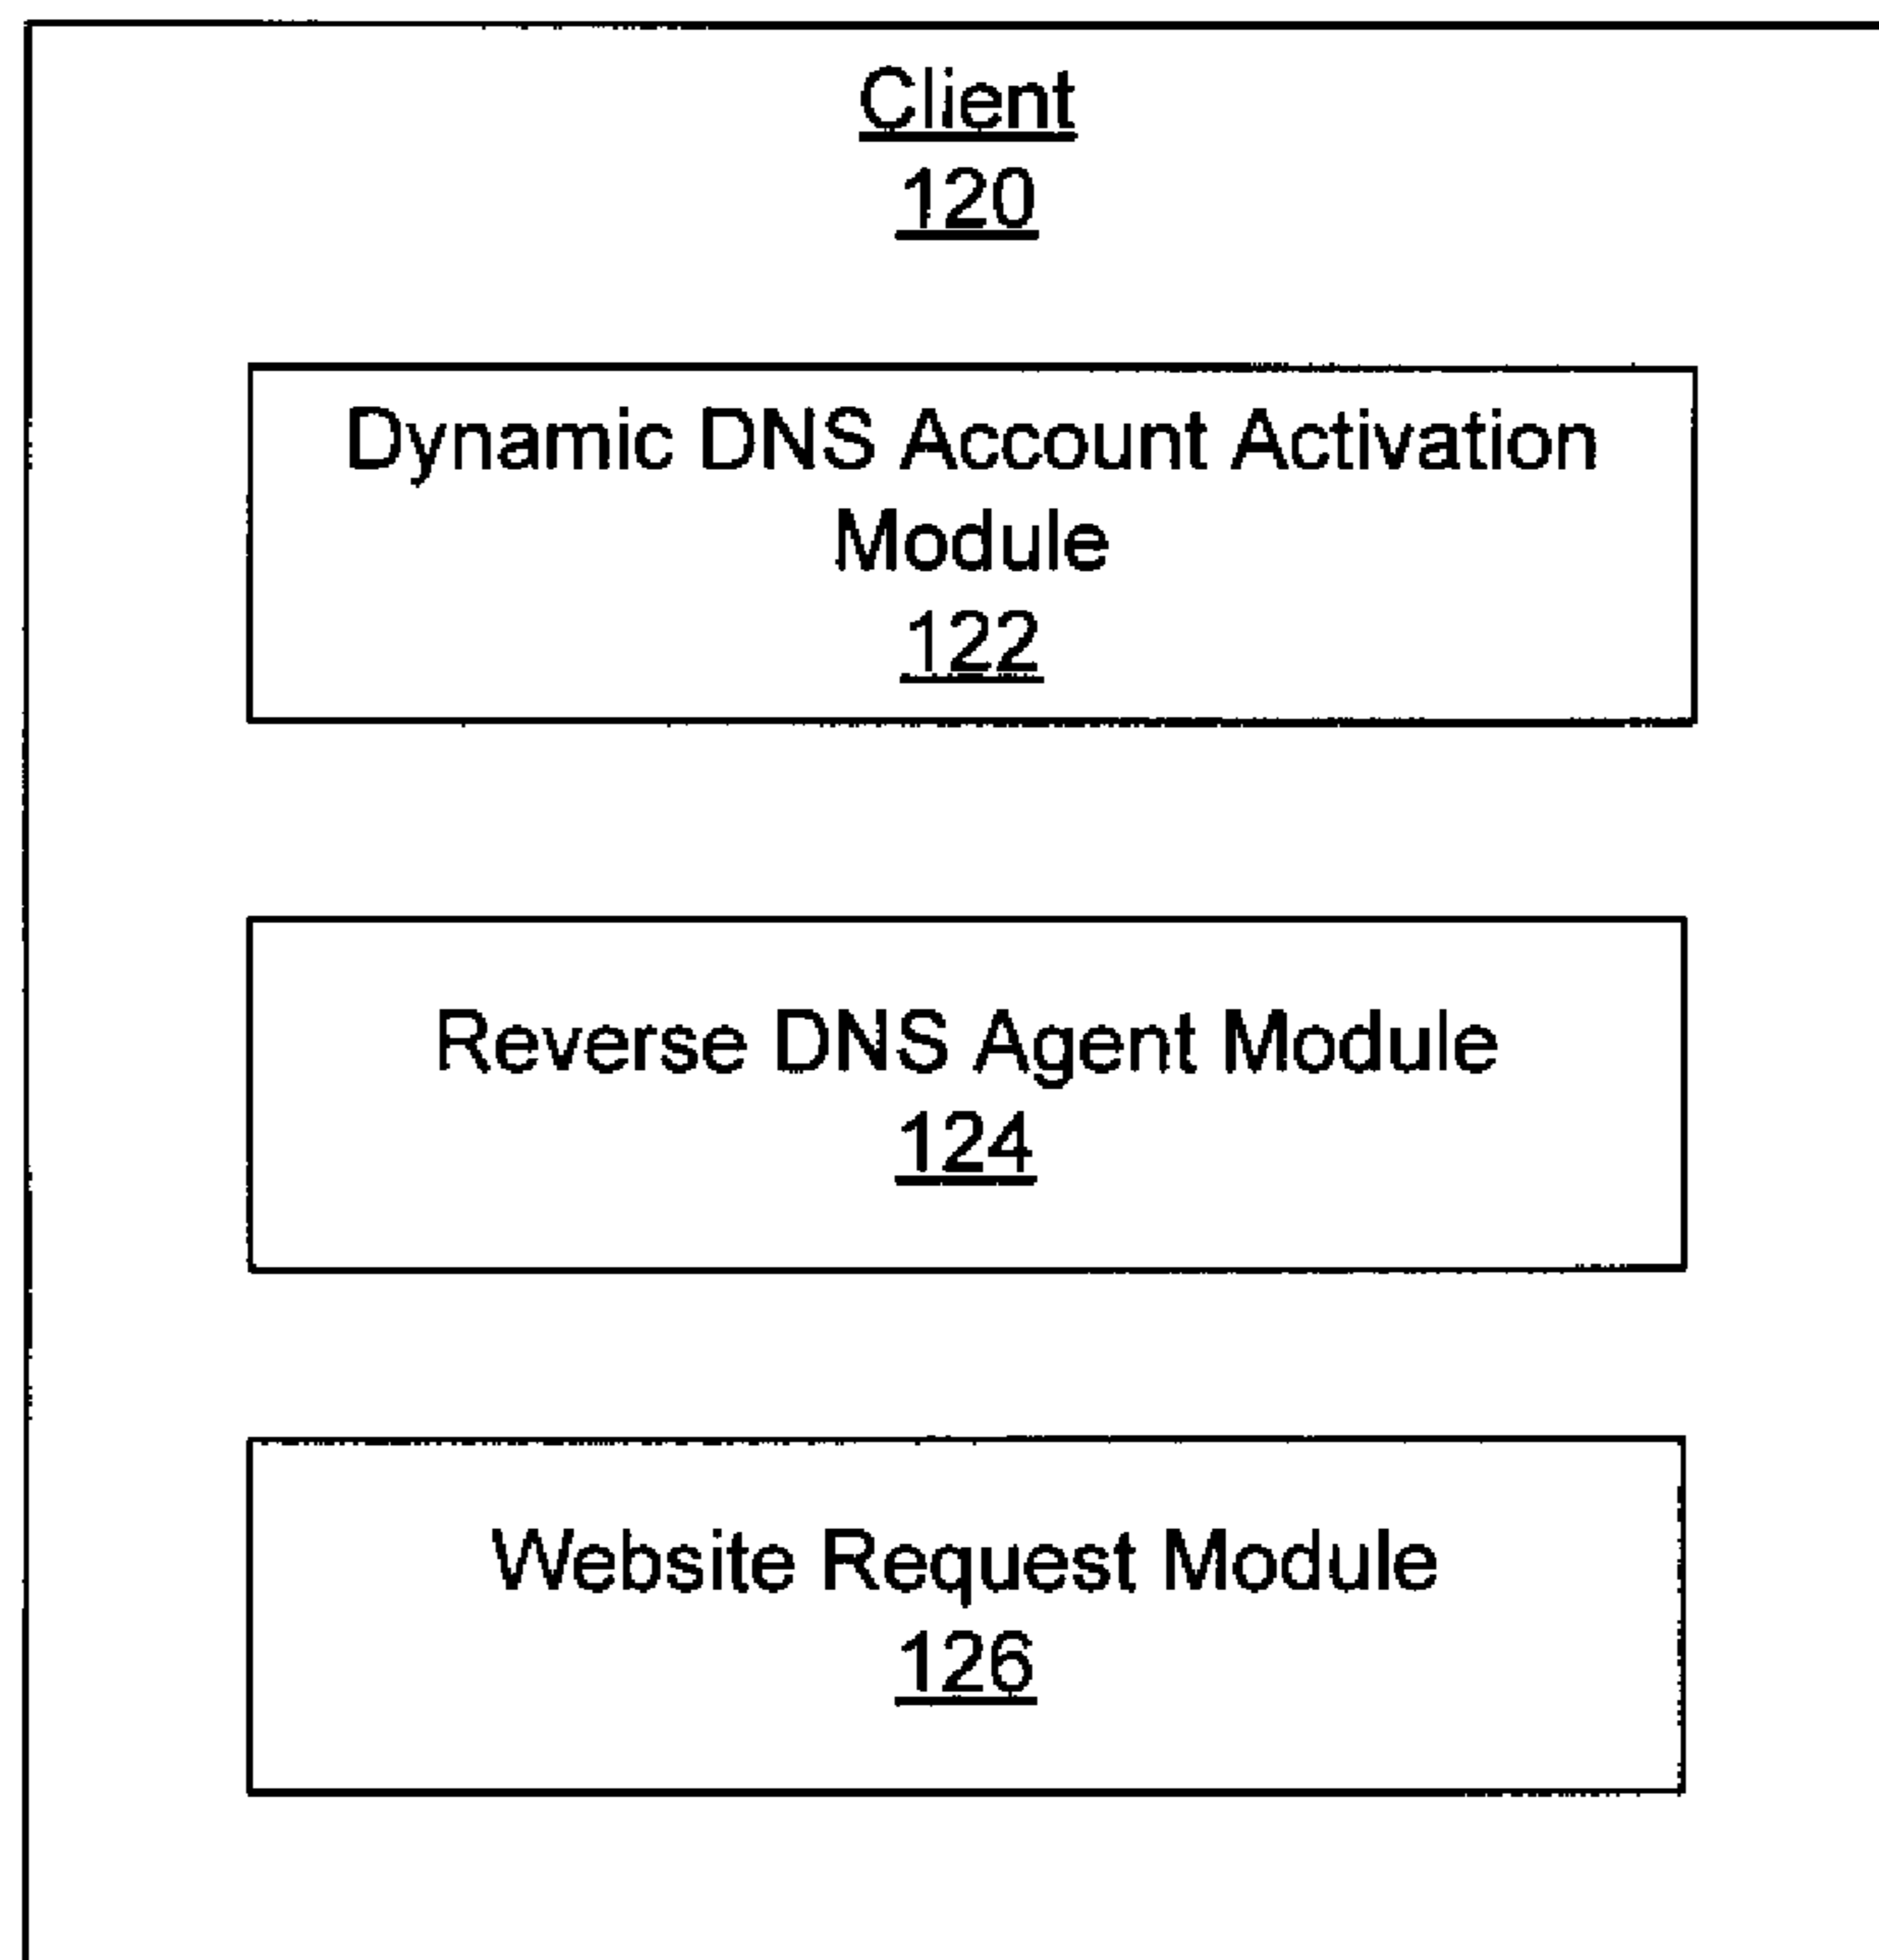 Client
120
Dynamic DNS Account Activation
Module
122
Reverse DNS Agent Module
124
Website Request Module
126